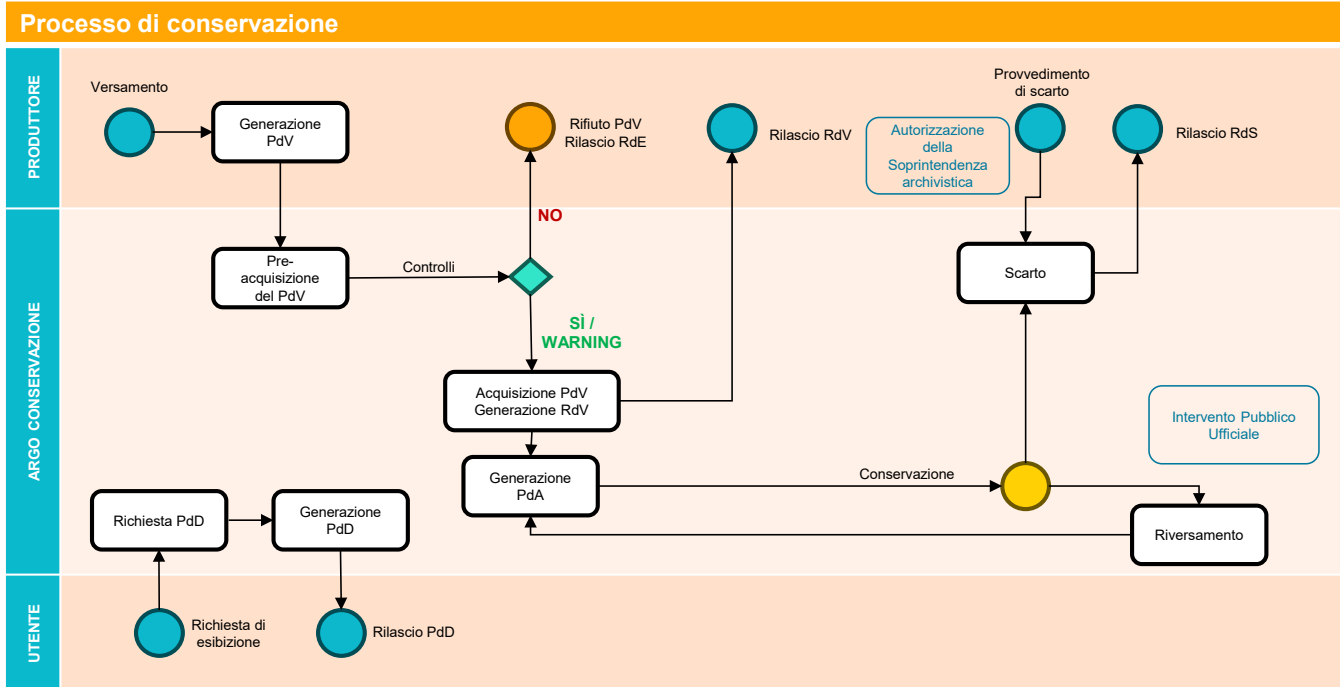 Processo di conservazione
PRODUTTORE
Versamento
Generazione
PdV
Rifiuto PdV
Rilascio RdE
Rilascio RdV
Autorizzazione
della
Soprintendenza
archivistica
Provvedimento
di scarto
Rilascio RdS
ARGO CONSERVAZIONE
NO
Pre-
acquisizione
del PdV
Controlli
Scarto
SÌ /
WARNING
Acquisizione PdV
Generazione RdV
Intervento Pubblico
Ufficiale
Generazione
PdA
Conservazione
Richiesta PdD
Generazione
PdD
Riversamento
UTENTE
Richiesta di
esibizione
Rilascio PdD